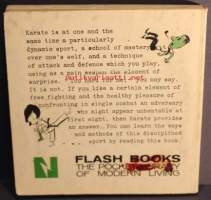 Karate is at one and the
same time a particularly
dynamic sport, a school of mastery
over one's self, and a technique
of attack and defence which you play,
using as a main weapon the element of
surprise. you may say.
It is not. If you like a certain element of
free fighting and the healthy pleasure of
confronting in single combat an adversary
who might appear unbeatable at
first sight, then Karate provides
an answer. You can learn the ways
and methods of this disciplined
sport by reading this book.
N
FLASH BOOKS
THE POCKET
OF MODERN LIVING